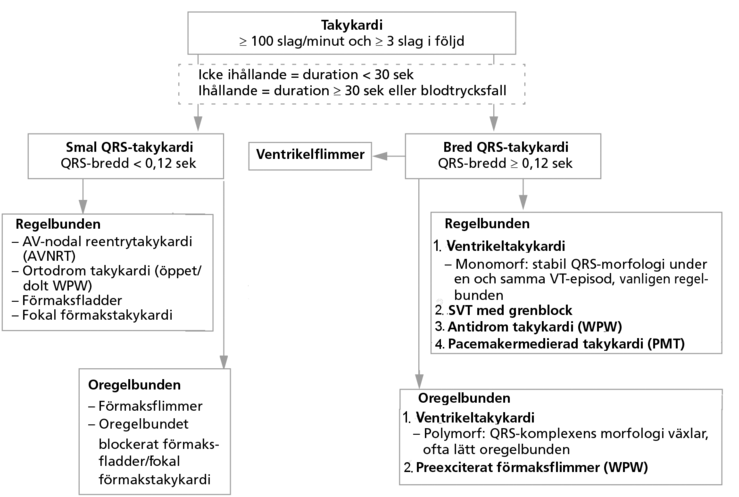 Takykardi
≥ 100 slag/minut och ≥ 3 slag i följd
Icke ihållande = duration < 30 sek
Ihållande = duration ≥ 30 sek eller blodtrycksfall
Smal QRS-takykardi
QRS-bredd < 0,12 sek
Ventrikelflimmer
Bred QRS-takykardi
QRS-bredd ≥ 0,12 sek
Regelbunden
– AV-nodal reentrytakykardi
(AVNRT)
– Ortodrom takykardi (öppet/
dolt WPW)
– Förmaksfladder
– Fokal förmakstakykardi
Regelbunden
1. Ventrikeltakykardi
– Monomorf: stabil QRS-morfologi under
en och samma VT-episod, vanligen regel-
bunden
2. SVT med grenblock
3. Antidrom takykardi (WPW)
4. Pacemakermedierad takykardi (PMT)
Oregelbunden
– Förmaksflimmer
– Oregelbundet
blockerat förmaks-
fladder/fokal
förmakstakykardi
Oregelbunden
1. Ventrikeltakykardi
– Polymorf: QRS-komplexens morfologi växlar,
ofta lätt oregelbunden
2. Preexciterat förmaksflimmer (WPW)